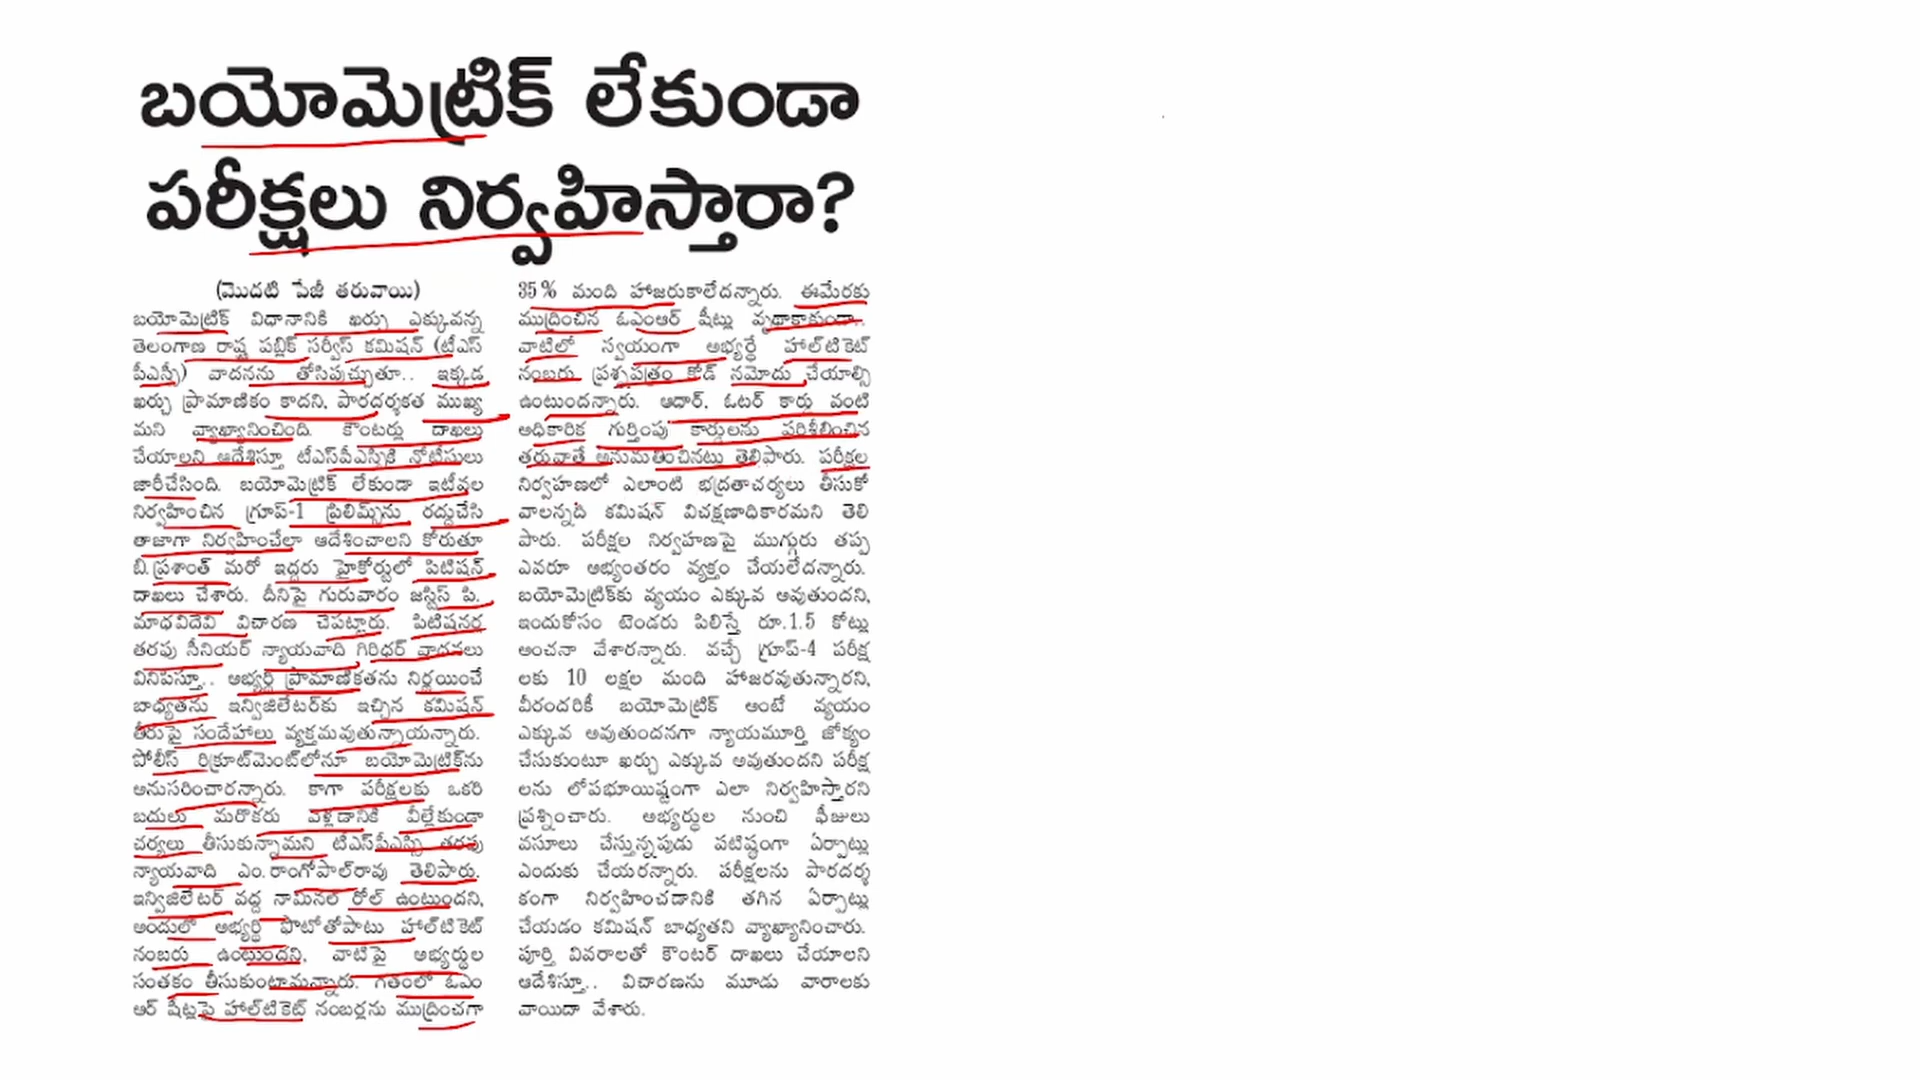 బయోమెట్రిక్ లేకుండా
పరీక్షలు నిర్వహిస్తారా?
(మొదటి పేజీ తరువాయి)
బయోమెట్రిక్ విధానానికి ఖర్చు ఎక్కువన్న
తెలంగాణ రాష్ట్ర పబ్లిక్ సర్వీస్ కమిషన్ (టీఎస్
పీఎస్సీ) వాదనను తోసిపుచ్చుతూ.. ఇక్కడ
ఖర్చు ప్రామాణికం కాదని, పారదర్శకత ముఖ్య
మని వ్యాఖ్యానించింది. కౌంటర్లు దాఖలు
చేయాలని ఆదేశిస్తూ టీఎస్‌పీఎస్సీకి నోటీసులు
జారీచేసింది. బయోమెట్రిక్ లేకుండా ఇటీవల
నిర్వహించిన గ్రూప్-1 ప్రిలిమ్స్‌ను రద్దుచేసి
తాజాగా నిర్వహించేలా ఆదేశించాలని కోరుతూ
బి.ప్రశాంత్ మరో ఇద్దరు హైకోర్టులో పిటిషన్
దాఖలు చేశారు. దీనిపై గురువారం జస్టిస్ పి.
మాధవిదేవి విచారణ చేపట్టారు. పిటిషనర్ల
తరఫు సీనియర్ న్యాయవాది గిరిధర్ వాదనలు
వినిపిస్తూ.. అభ్యర్థి ప్రామాణికతను నిర్ణయించే
బాధ్యతను ఇన్విజిలేటర్‌కు ఇచ్చిన కమిషన్
తీరుపై సందేహాలు వ్యక్తమవుతున్నాయన్నారు.
పోలీస్ రిక్రూట్‌మెంట్‌లోనూ బయోమెట్రిక్‌ను
అనుసరించారన్నారు. కాగా పరీక్షలకు ఒకరి
బదులు మరొకరు వెళ్లడానికి వీల్లేకుండా
చర్యలు తీసుకున్నామని టీఎస్‌పీఎస్సీ తరఫు
న్యాయవాది ఎం.రాంగోపాల్‌రావు తెలిపారు.
ఇన్విజిలేటర్ వద్ద నామినల్ రోల్ ఉంటుందని,
అందులో అభ్యర్థి ఫొటోతోపాటు హాల్‌టికెట్
నంబరు ఉంటుందని, వాటిపై అభ్యర్థుల
సంతకం తీసుకుంటామన్నారు. గతంలో ఓఎం
ఆర్ షీట్లపై హాల్‌టికెట్ నంబర్లను ముద్రించగా
35% మంది హాజరుకాలేదన్నారు. ఈమేరకు
ముద్రించిన ఓఎంఆర్ షీట్లు వృథాకాకుండా..
వాటిలో స్వయంగా అభ్యర్థే హాల్‌టికెట్
నంబరు ప్రశ్నపత్రం కోడ్ నమోదు చేయాల్సి
ఉంటుందన్నారు. ఆధార్, ఓటర్ కార్డు వంటి
అధికారిక గుర్తింపు కార్డులను పరిశీలించిన
తరువాతే అనుమతించినట్లు తెలిపారు. పరీక్షల
నిర్వహణలో ఎలాంటి భద్రతాచర్యలు తీసుకో
వాలన్నది కమిషన్ విచక్షణాధికారమని తెలి
పారు. పరీక్షల నిర్వహణపై ముగ్గురు తప్ప
ఎవరూ అభ్యంతరం వ్యక్తం చేయలేదన్నారు.
బయోమెట్రిక్‌కు వ్యయం ఎక్కువ అవుతుందని,
ఇందుకోసం టెండరు పిలిస్తే రూ.1.5 కోట్లు
అంచనా వేశారన్నారు. వచ్చే గ్రూప్-4 పరీక్ష
లకు 10 లక్షల మంది హాజరవుతున్నారని,
వీరందరికీ బయోమెట్రిక్ అంటే వ్యయం
ఎక్కువ అవుతుందనగా న్యాయమూర్తి జోక్యం
చేసుకుంటూ ఖర్చు ఎక్కువ అవుతుందని పరీక్ష
లను లోపభూయిష్ఠంగా ఎలా నిర్వహిస్తారని
ప్రశ్నించారు. అభ్యర్థుల నుంచి ఫీజులు
వసూలు చేస్తున్నపుడు పటిష్ఠంగా ఏర్పాట్లు
ఎందుకు చేయరన్నారు. పరీక్షలను పారదర్శ
కంగా నిర్వహించడానికి తగిన ఏర్పాట్లు
చేయడం కమిషన్ బాధ్యతని వ్యాఖ్యానించారు.
పూర్తి వివరాలతో కౌంటర్ దాఖలు చేయాలని
ఆదేశిస్తూ.. విచారణను మూడు వారాలకు
వాయిదా వేశారు.